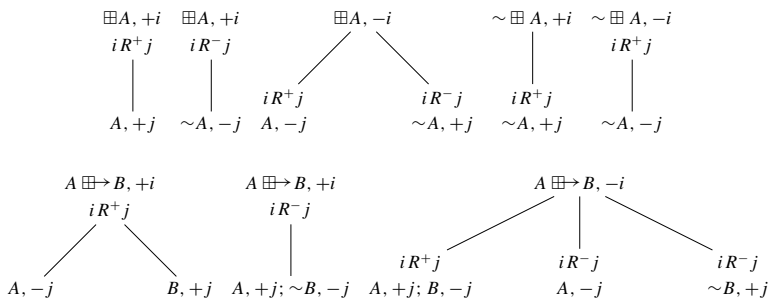 ⊞A, +i ⊞A, +i ⊞A, −i ∼⊞A, +i ∼⊞A, −i
iR⁺j iR⁻j iR⁺j
iR⁺j iR⁻j iR⁺j
A, +j ∼A, −j A, −j ∼A, +j ∼A, +j ∼A, −j
A ⊞→ B, +i A ⊞→ B, +i A ⊞→ B, −i
iR⁺j iR⁻j
iR⁺j iR⁻j iR⁻j
A, −j B, +j A, +j; ∼B, −j A, +j; B, −j A, −j ∼B, +j